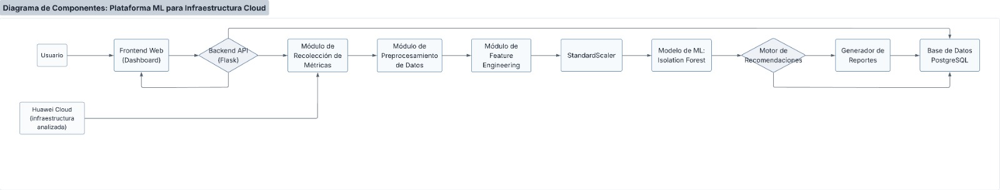 Diagrama de Componentes: Plataforma ML para Infraestructura Cloud
Usuario
Frontend Web
(Dashboard)
Backend API
(Flask)
Módulo de
Recolección de
Métricas
Módulo de
Preprocesamiento
de Datos
Módulo de
Feature
Engineering
StandardScaler
Modelo de ML:
Isolation Forest
Motor de
Recomendaciones
Generador de
Reportes
Base de Datos
PostgreSQL
Huawei Cloud
(infraestructura
analizada)